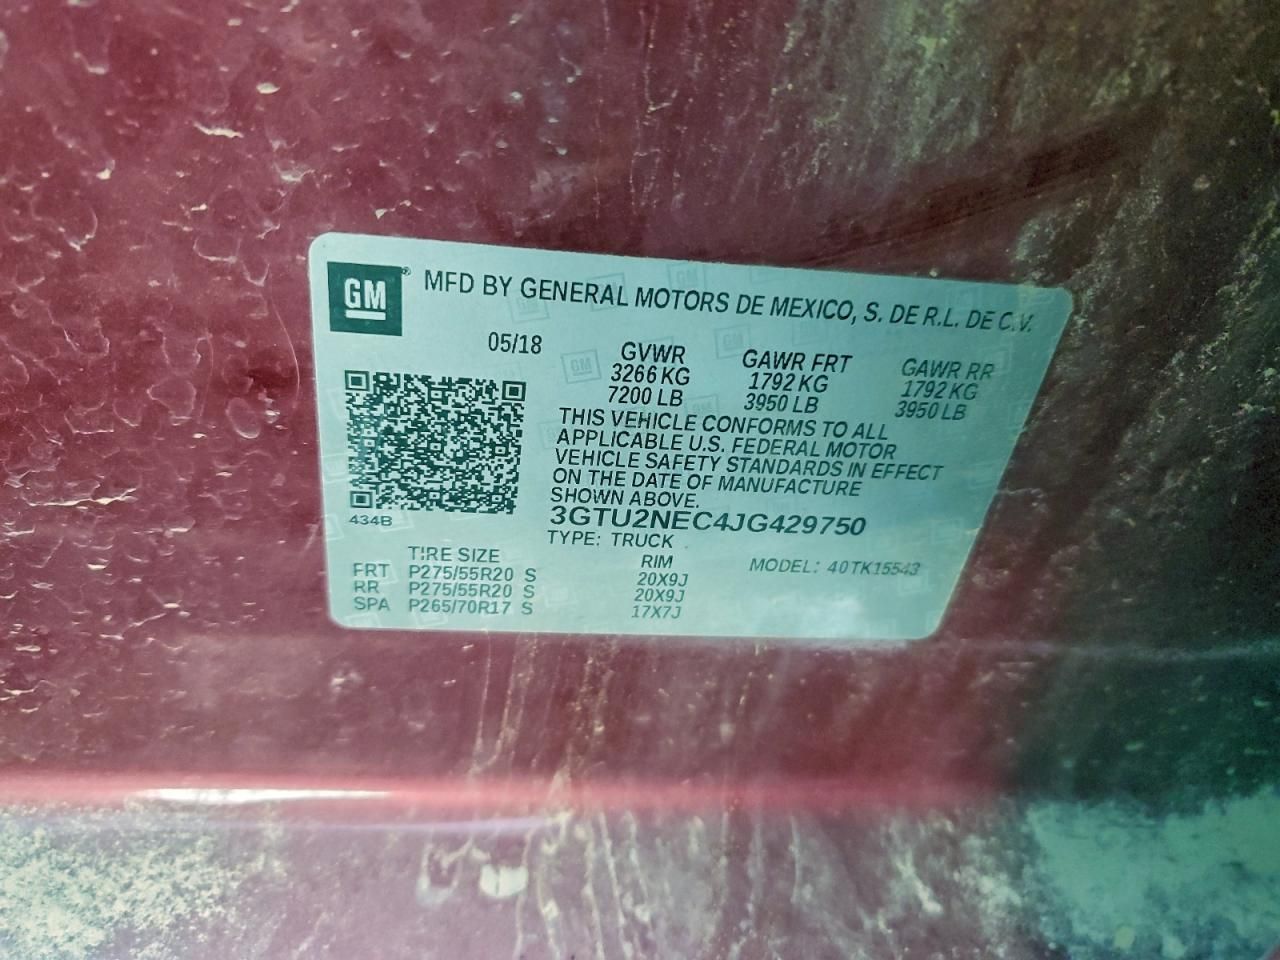 GM
MFD BY GENERAL MOTORS DE MEXICO, S. DE R.L. DE C.V.
05/18
GVWR GAWR FRT GAWR RR
3266 KG 1792 KG 1792 KG
7200 LB 3950 LB 3950 LB
THIS VEHICLE CONFORMS TO ALL
APPLICABLE U.S. FEDERAL MOTOR
VEHICLE SAFETY STANDARDS IN EFFECT
ON THE DATE OF MANUFACTURE
SHOWN ABOVE.
434B
3GTU2NEC4JG429750
TYPE: TRUCK
TIRE SIZE RIM MODEL: 40TK15543
FRT P275/55R20 S 20X9J
RR P275/55R20 S 20X9J
SPA P265/70R17 S 17X7J